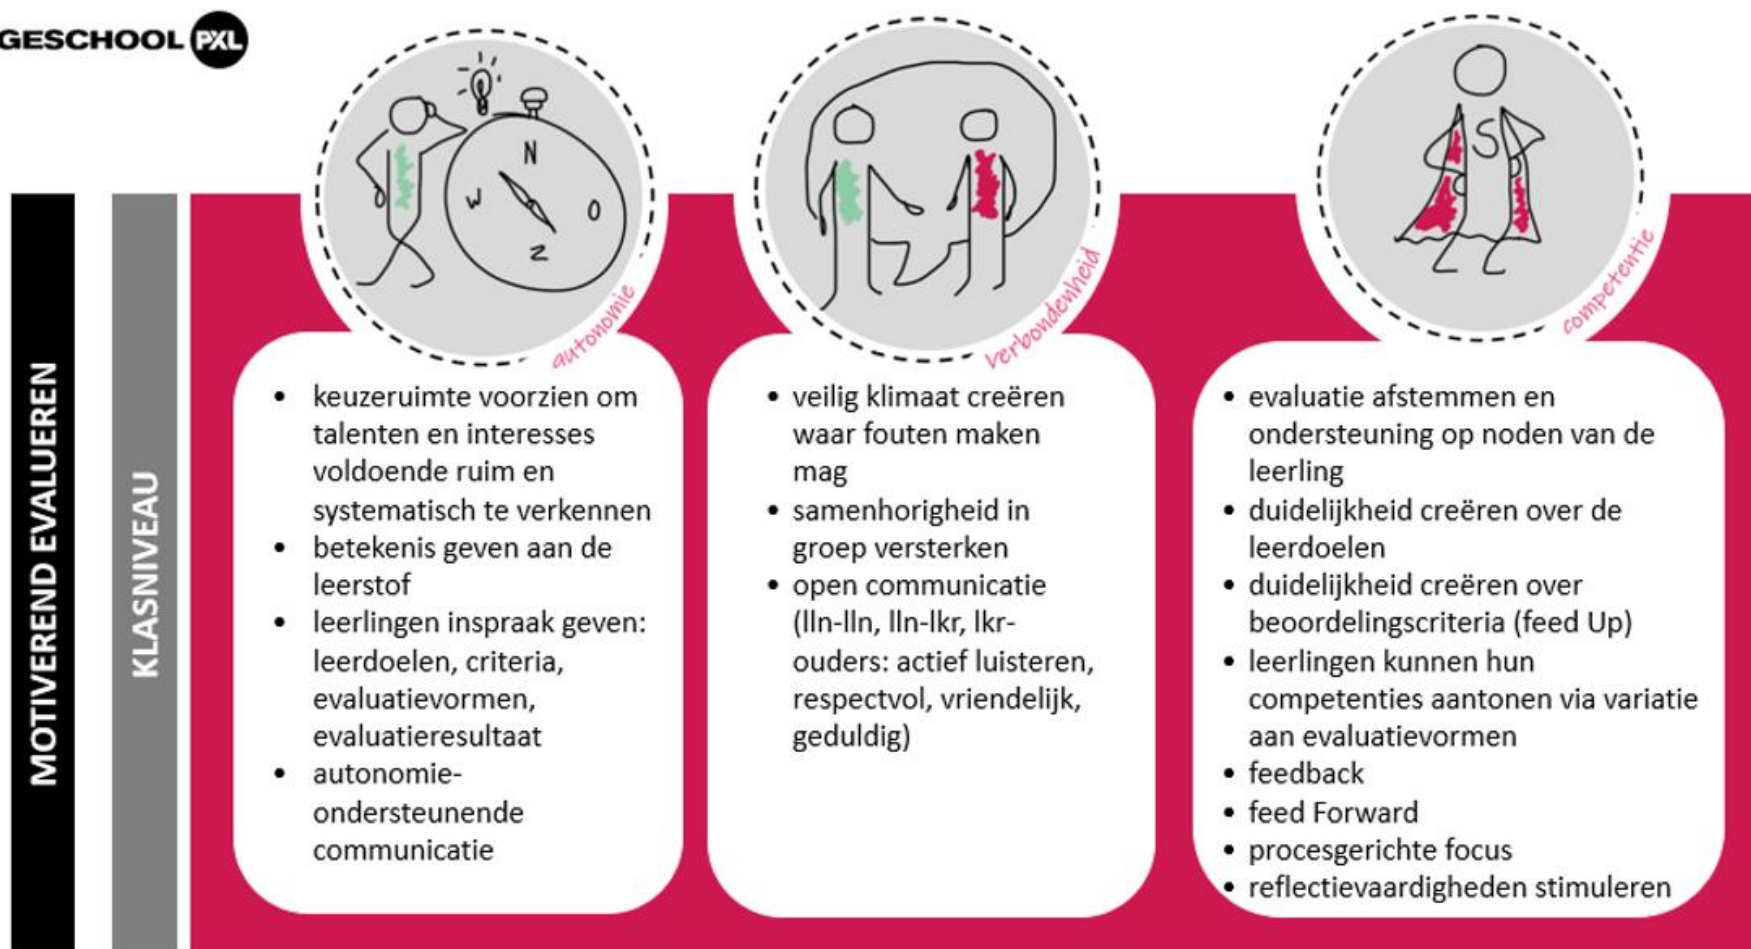 GESCHOOL PXL
MOTIVEREND EVALUEREN
KLASNIVEAU
N
W
O
Z
autonomie
• keuzeruimte voorzien om
talenten en interesses
voldoende ruim en
systematisch te verkennen
• betekenis geven aan de
leerstof
• leerlingen inspraak geven:
leerdoelen, criteria,
evaluatievormen,
evaluatieresultaat
• autonomie-
ondersteunende
communicatie
verbondenheid
• veilig klimaat creëren
waar fouten maken
mag
• samenhorigheid in
groep versterken
• open communicatie
(lln-lln, lln-lkr, lkr-
ouders: actief luisteren,
respectvol, vriendelijk,
geduldig)
S
competentie
• evaluatie afstemmen en
ondersteuning op noden van de
leerling
• duidelijkheid creëren over de
leerdoelen
• duidelijkheid creëren over
beoordelingscriteria (feed Up)
• leerlingen kunnen hun
competenties aantonen via variatie
aan evaluatievormen
• feedback
• feed Forward
• procesgerichte focus
• reflectievaardigheden stimuleren